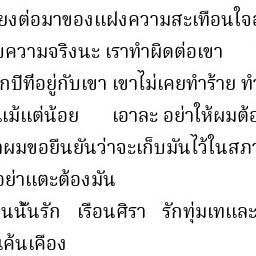 ยงต่อมาของแฝงความสะเทือนใจ
ความจริงนะ เราทำผิดต่อเขา
กปีที่อยู่กับเขา เขาไม่เคยทำร้าย ทำ
แม้แต่น้อย เอาละ อย่าให้ผมต้อ
ผมขอยืนยันว่าจะเก็บมันไว้ในสภา
อย่าแตะต้องมัน
นนั้นรัก เรือนศิรา รักทุ่มเทและ
ค้นเคือง